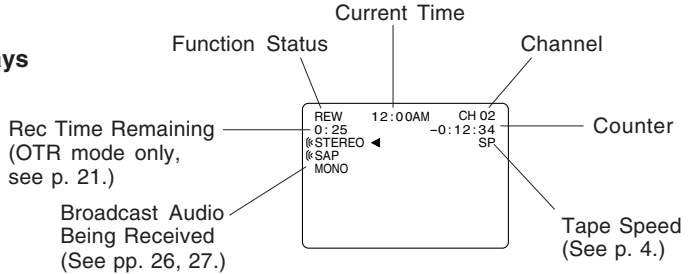 Current Time
Function Status
Channel
ays
REW 12:00AM CH 02
0:25 -0:12:34
STEREO ◄ SP
SAP
MONO
Rec Time Remaining
(OTR mode only,
see p. 21.)
Counter
Broadcast Audio
Being Received
(See pp. 26, 27.)
Tape Speed
(See p. 4.)